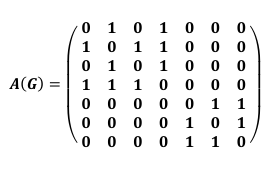 0 1 0 1 0 0 0
1 0 1 1 0 0 0
0 1 0 1 0 0 0
A(G) = 1 1 1 0 0 0 0
0 0 0 0 0 1 1
0 0 0 0 1 0 1
0 0 0 0 1 1 0